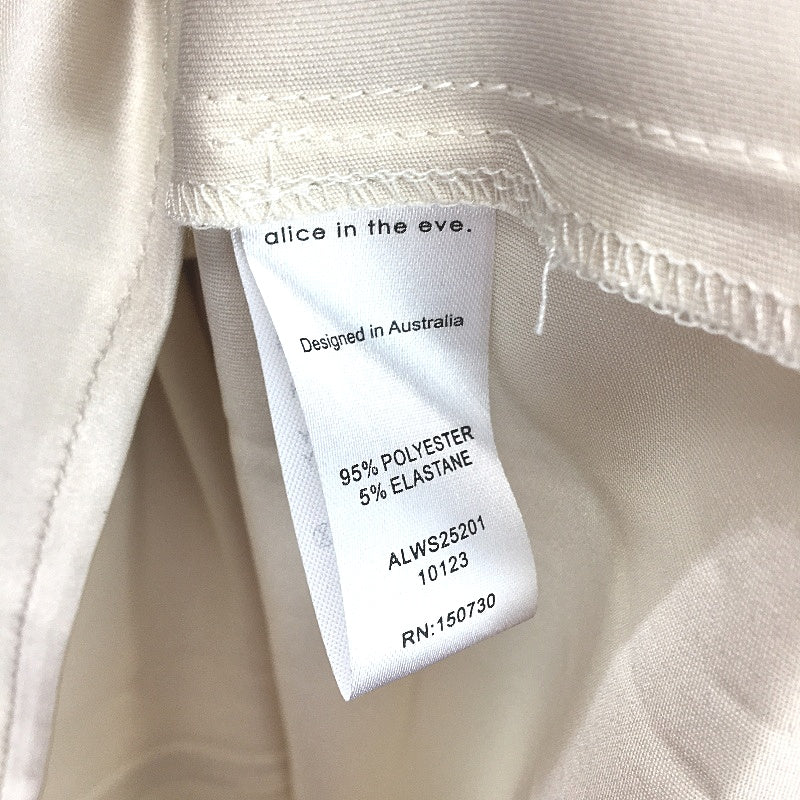 alice in the eve.
Designed in Australia
95% POLYESTER
5% ELASTANE
ALWS25201
10123
RN:150730